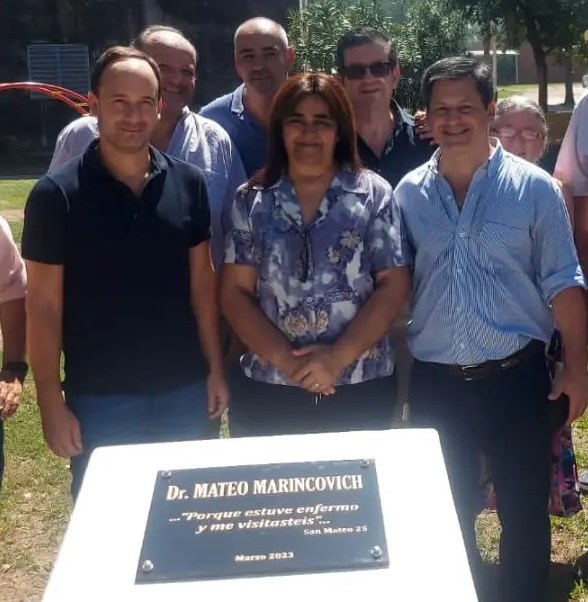 Dr. MATEO MARINCOVICH
..."Porque estuve enfermo
y me visitasteis"...
San Mateo 25
Marzo 2023